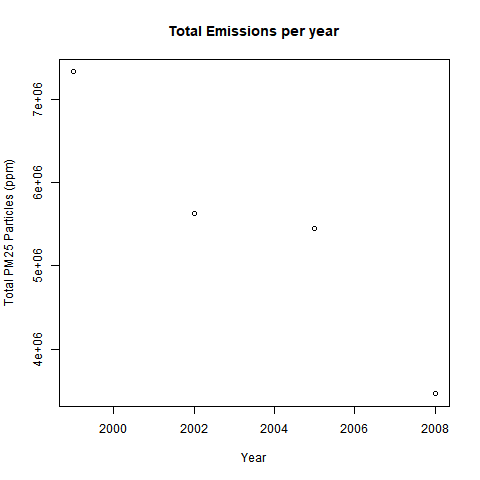 Total Emissions per year
Total PM25 Particles (ppm)
7e+06
6e+06
5e+06
4e+06
2000 2002 2004 2006 2008
Year